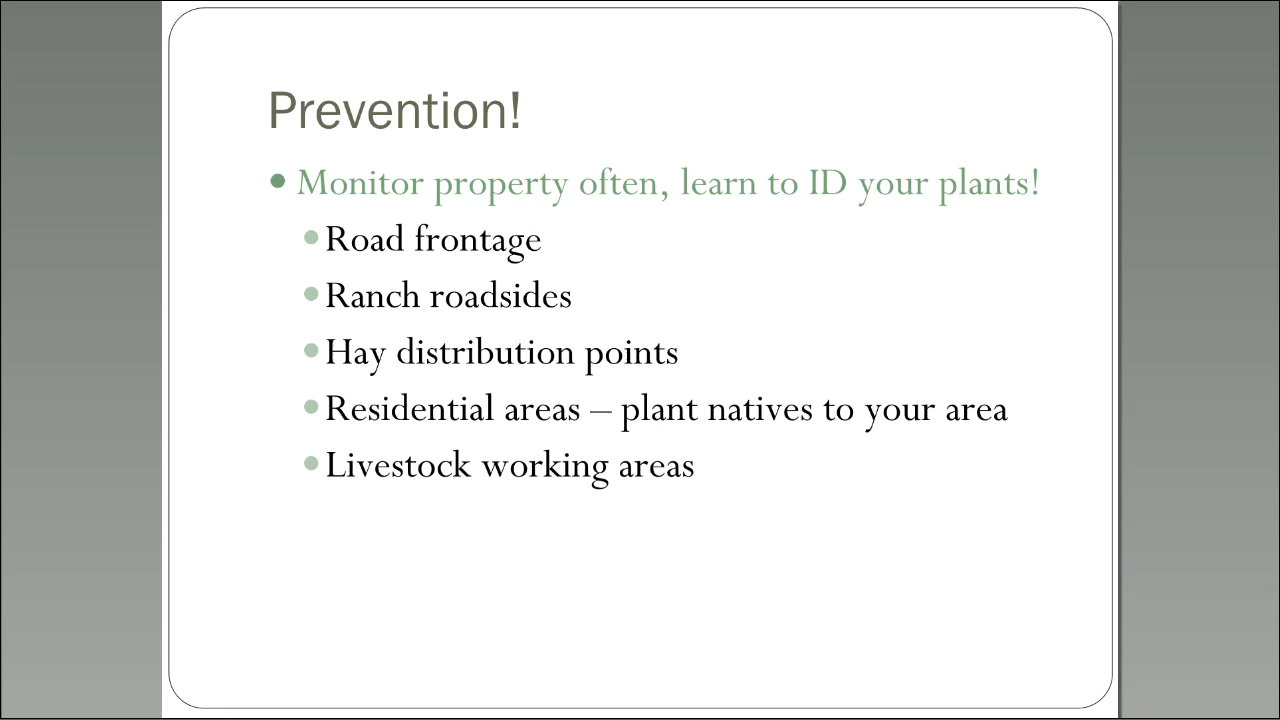 Prevention!
Monitor property often, learn to ID your plants!
Road frontage
Ranch roadsides
Hay distribution points
Residential areas – plant natives to your area
Livestock working areas